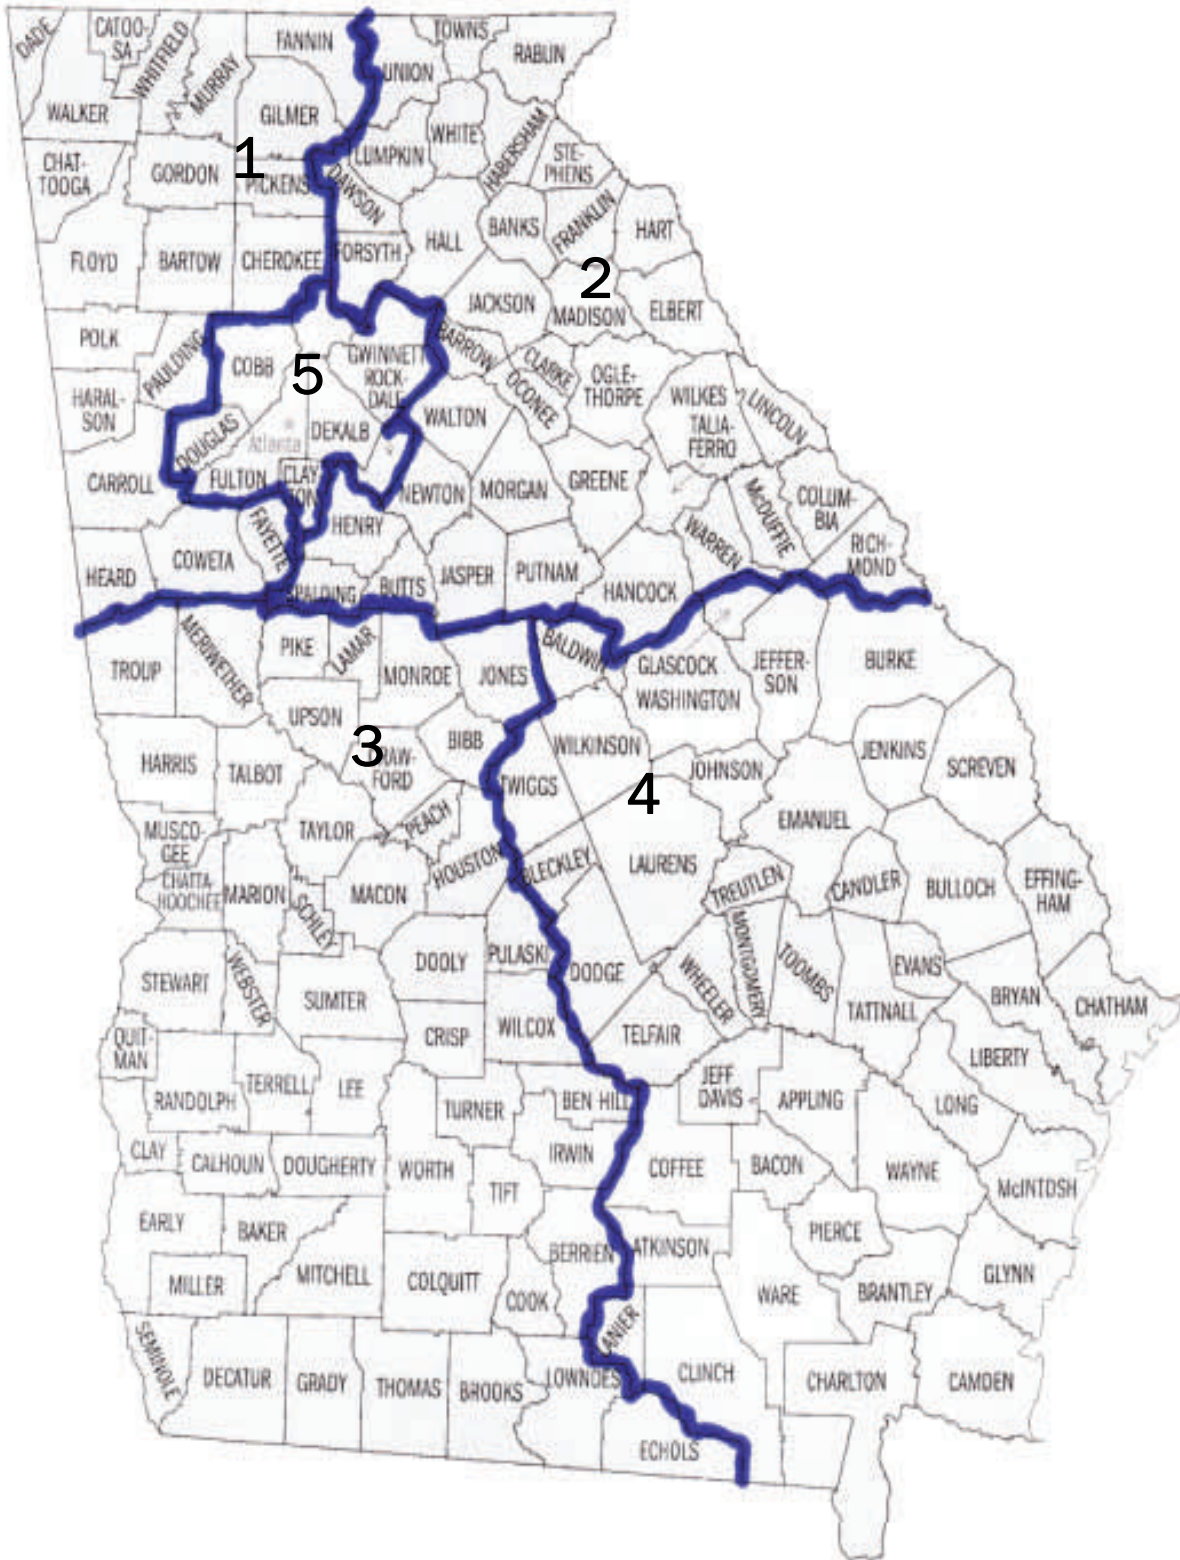 DADE
CATOO-
SA
WHITFIELD
MURRAY
FANNIN
TOWNS
UNION
RABUN
WALKER
GILMER
WHITE
HABERSHAM
LUMPKIN
CHAT-
TOOGA
GORDON
1
PICKENS
DAWSON
STE-
PHENS
FRANKLIN
BANKS
HART
HALL
FLOYD
BARTOW
CHEROKEE
FORSYTH
2
JACKSON
MADISON
ELBERT
POLK
PAULDING
COBB
5
GWINNETT
ROCK-
DALE
BARROW
CLARKE
OCONEE
OGLE-
THORPE
WILKES
TALIA-
FERRO
LINCOLN
HARAL-
SON
DOUGLAS
Atlanta
DEKALB
WALTON
CARROLL
FULTON
CLAY
TON
NEWTON
MORGAN
GREENE
McDUFFIE
COLUM-
BIA
FAYETTE
HENRY
WARREN
RICH-
MOND
HEARD
COWETA
SPALDING
BUTTS
JASPER
PUTNAM
HANCOCK
TROUP
MERIWETHER
PIKE
LAMAR
MONROE
JONES
BALDWIN
GLASCOCK
WASHINGTON
JEFFER-
SON
BURKE
UPSON
3
CRAW-
FORD
BIBB
WILKINSON
TWIGGS
4
JOHNSON
JENKINS
SCREVEN
HARRIS
TALBOT
MUSCO-
GEE
TAYLOR
PEACH
HOUSTON
BLECKLEY
LAURENS
EMANUEL
CHATTA-
HOOCHEE
MARION
SCHLEY
MACON
TREUTLEN
CANDLER
BULLOCH
EFFING-
HAM
STEWART
WEBSTER
SUMTER
DOOLY
PULASKI
DODGE
WHEELER
MONTGOMERY
TOOMBS
EVANS
TATTNALL
BRYAN
CHATHAM
QUIT-
MAN
CRISP
WILCOX
TELFAIR
LIBERTY
RANDOLPH
TERRELL
LEE
TURNER
BEN HILL
JEFF
DAVIS
APPLING
LONG
CLAY
CALHOUN
DOUGHERTY
WORTH
TIFT
IRWIN
COFFEE
BACON
WAYNE
McINTOSH
EARLY
BAKER
MITCHELL
COLQUITT
COOK
BERRIEN
ATKINSON
PIERCE
MILLER
WARE
BRANTLEY
GLYNN
SEMINOLE
DECATUR
GRADY
THOMAS
BROOKS
LOWNDES
LANIER
CLINCH
CHARLTON
CAMDEN
ECHOLS